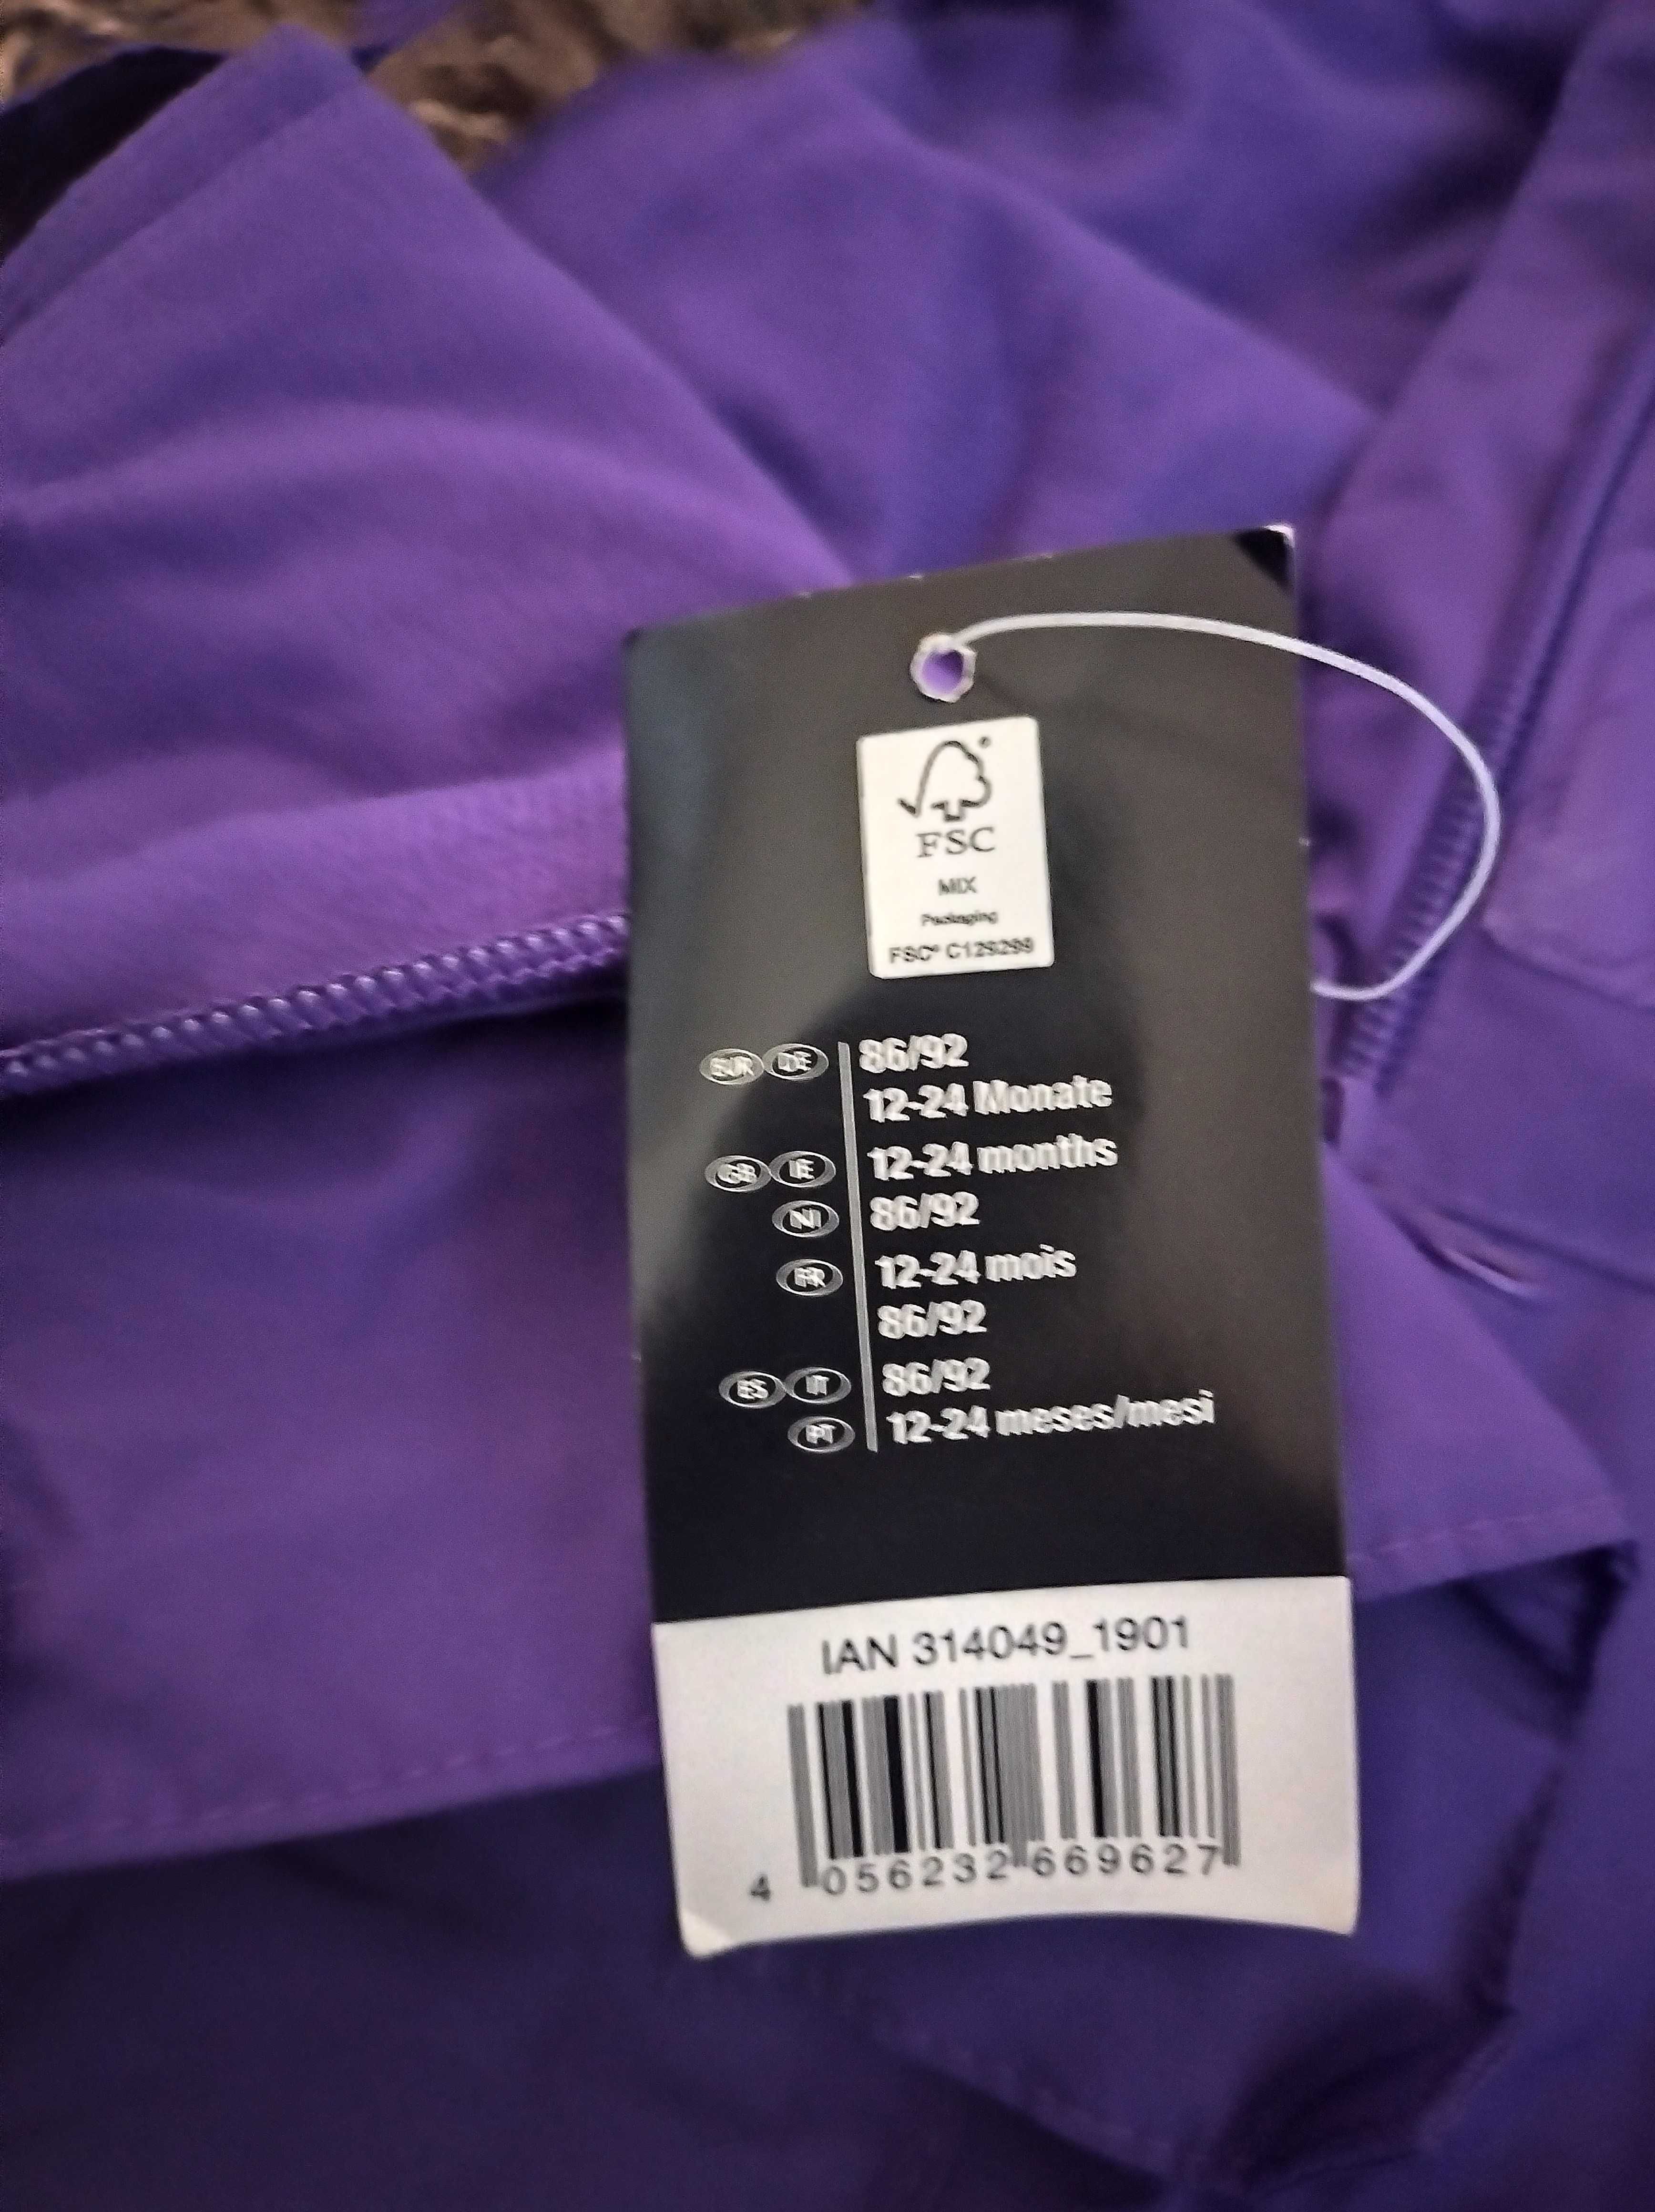 FSC
MIX
Packaging
FSC® C129299
EUR DE 86/92
12-24 Monate
GB IE 12-24 months
NI 86/92
FR 12-24 mois
86/92
ES IT 86/92
PT 12-24 meses/mesi
IAN 314049_1901
4 056232 669627